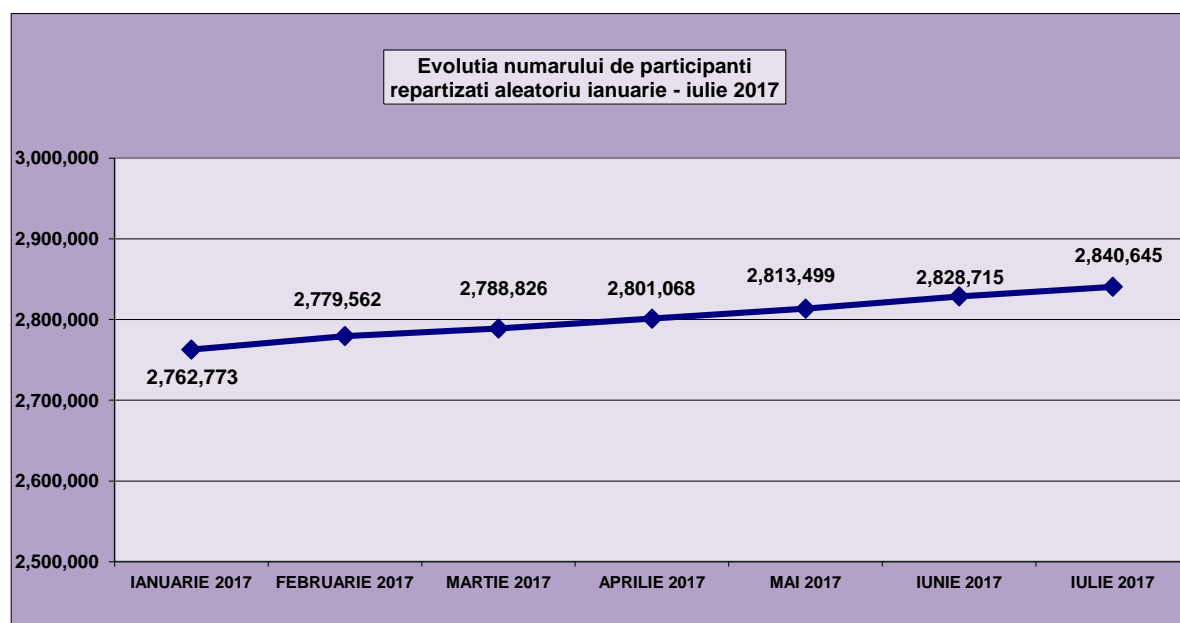 Evolutia numarului de participanti
repartizati aleatoriu ianuarie - iulie 2017
3,000,000
2,900,000
2,800,000
2,700,000
2,600,000
2,500,000
2,762,773
2,779,562
2,788,826
2,801,068
2,813,499
2,828,715
2,840,645
IANUARIE 2017
FEBRUARIE 2017
MARTIE 2017
APRILIE 2017
MAI 2017
IUNIE 2017
IULIE 2017